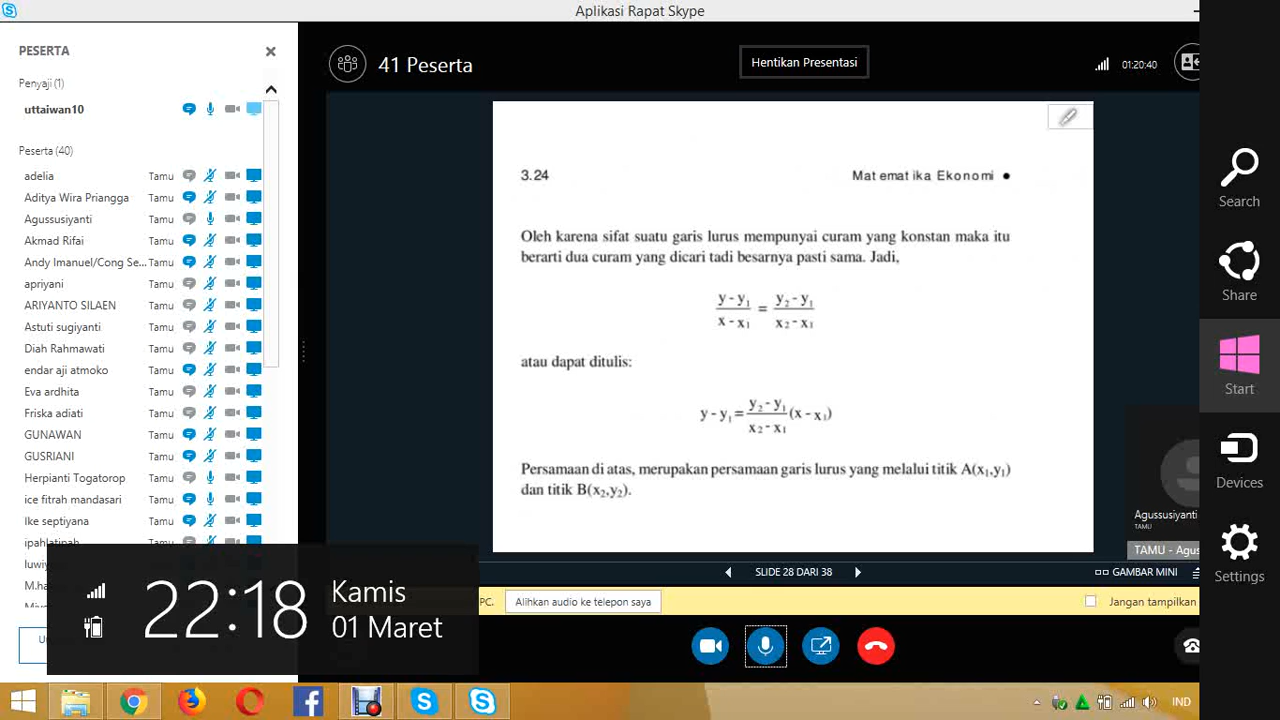 Aplikasi Rapat Skype
PESERTA
Penyaji (1)
uttaiwan10
Peserta (40)
adelia Tamu
Aditya Wira Priangga Tamu
Agussusiyanti Tamu
Akmad Rifai Tamu
Andy Imanuel/Cong Se... Tamu
apriyani Tamu
ARIYANTO SILAEN Tamu
Astuti sugiyanti Tamu
Diah Rahmawati Tamu
endar aji atmoko Tamu
Eva ardhita Tamu
Friska adiati Tamu
GUNAWAN Tamu
GUSRIANI Tamu
Herpianti Togatorop Tamu
ice fitrah mandasari Tamu
Ike septiyana Tamu
ipahlatipah Tamu
41 Peserta
Hentikan Presentasi
01:20:40
3.24 Matematika Ekonomi ●
Oleh karena sifat suatu garis lurus mempunyai curam yang konstan maka itu
berarti dua curam yang dicari tadi besarnya pasti sama. Jadi,
y - y₁ / x - x₁ = y₂ - y₁ / x₂ - x₁
atau dapat ditulis:
y - y₁ = y₂ - y₁ / x₂ - x₁ (x - x₁)
Persamaan di atas, merupakan persamaan garis lurus yang melalui titik A(x₁,y₁)
dan titik B(x₂,y₂).
Agussusiyanti
TAMU
TAMU - Agus
SLIDE 28 DARI 38
GAMBAR MINI
PC.
Alihkan audio ke telepon saya
Jangan tampilkan
Search
Share
Start
Devices
Settings
22:18
Kamis
01 Maret
IND